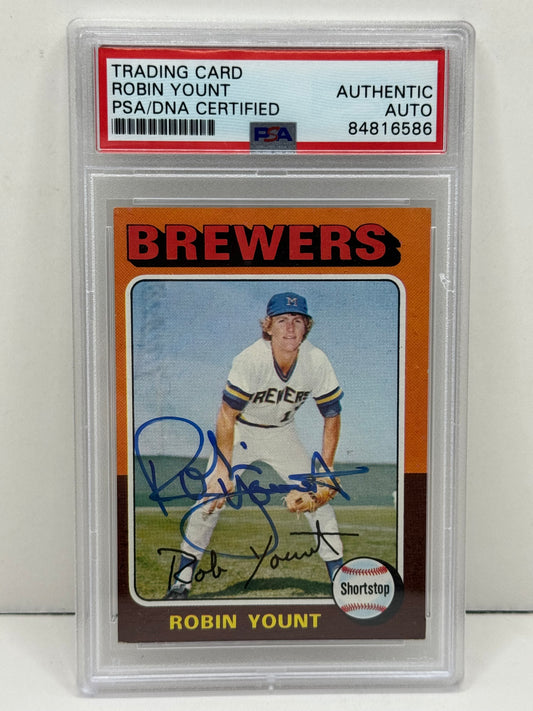 TRADING CARD
ROBIN YOUNT
PSA/DNA CERTIFIED
AUTHENTIC
AUTO
84816586
PSA
BREWERS
M
BREWERS
Robin Yount
Rob Yount
Shortstop
ROBIN YOUNT